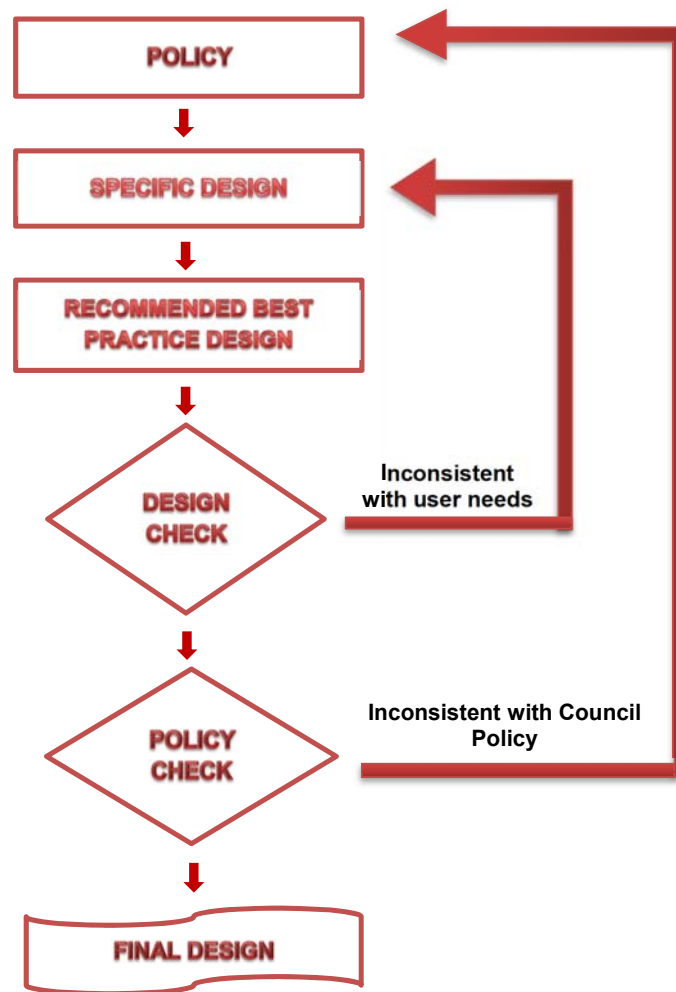 POLICY
SPECIFIC DESIGN
RECOMMENDED BEST
PRACTICE DESIGN
DESIGN
CHECK
Inconsistent
with user needs
POLICY
CHECK
Inconsistent with Council
Policy
FINAL DESIGN